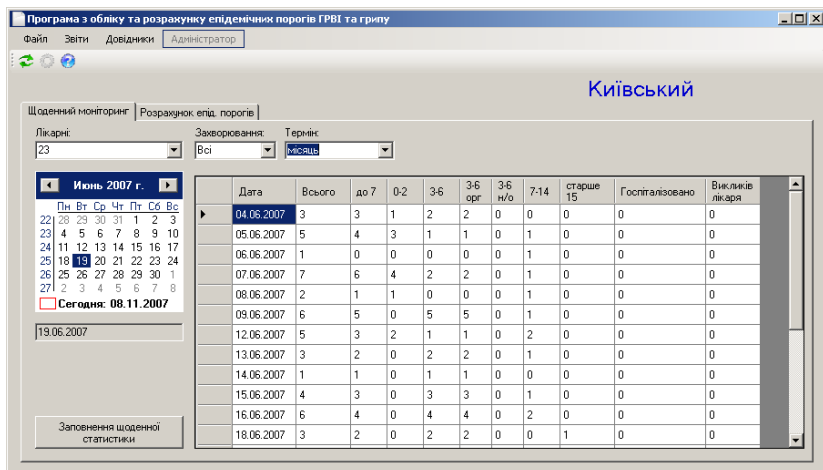 Програма з обліку та розрахунку епідемічних порогів ГРВІ та грипу
Файл Звіти Довідники Адміністратор
Київський
Щоденний моніторинг Розрахунок епід. порогів
Лікарні: Захворювання: Термін:
23 Всі місяць
Июнь 2007 г.
Пн Вт Ср Чт Пт Сб Вс
22 28 29 30 31 1 2 3
23 4 5 6 7 8 9 10
24 11 12 13 14 15 16 17
25 18 19 20 21 22 23 24
26 25 26 27 28 29 30 1
27 2 3 4 5 6 7 8
Сегодня: 08.11.2007
19.06.2007
Заповнення щоденної
статистики
Дата Всього до 7 0-2 3-6 3-6 орг 3-6 н/о 7-14 старше 15 Госпіталізовано Викликів лікаря
04.06.2007 3 3 1 2 2 0 0 0 0 0
05.06.2007 5 4 3 1 1 0 1 0 0 0
06.06.2007 1 0 0 0 0 0 1 0 0 0
07.06.2007 7 6 4 2 2 0 1 0 0 0
08.06.2007 2 1 1 0 0 0 1 0 0 0
09.06.2007 6 5 0 5 5 0 1 0 0 0
12.06.2007 5 3 2 1 1 0 2 0 0 0
13.06.2007 3 2 0 2 2 0 1 0 0 0
14.06.2007 1 1 0 1 1 0 0 0 0 0
15.06.2007 4 3 0 3 3 0 1 0 0 0
16.06.2007 6 4 0 4 4 0 2 0 0 0
18.06.2007 3 2 0 2 2 0 0 1 0 0